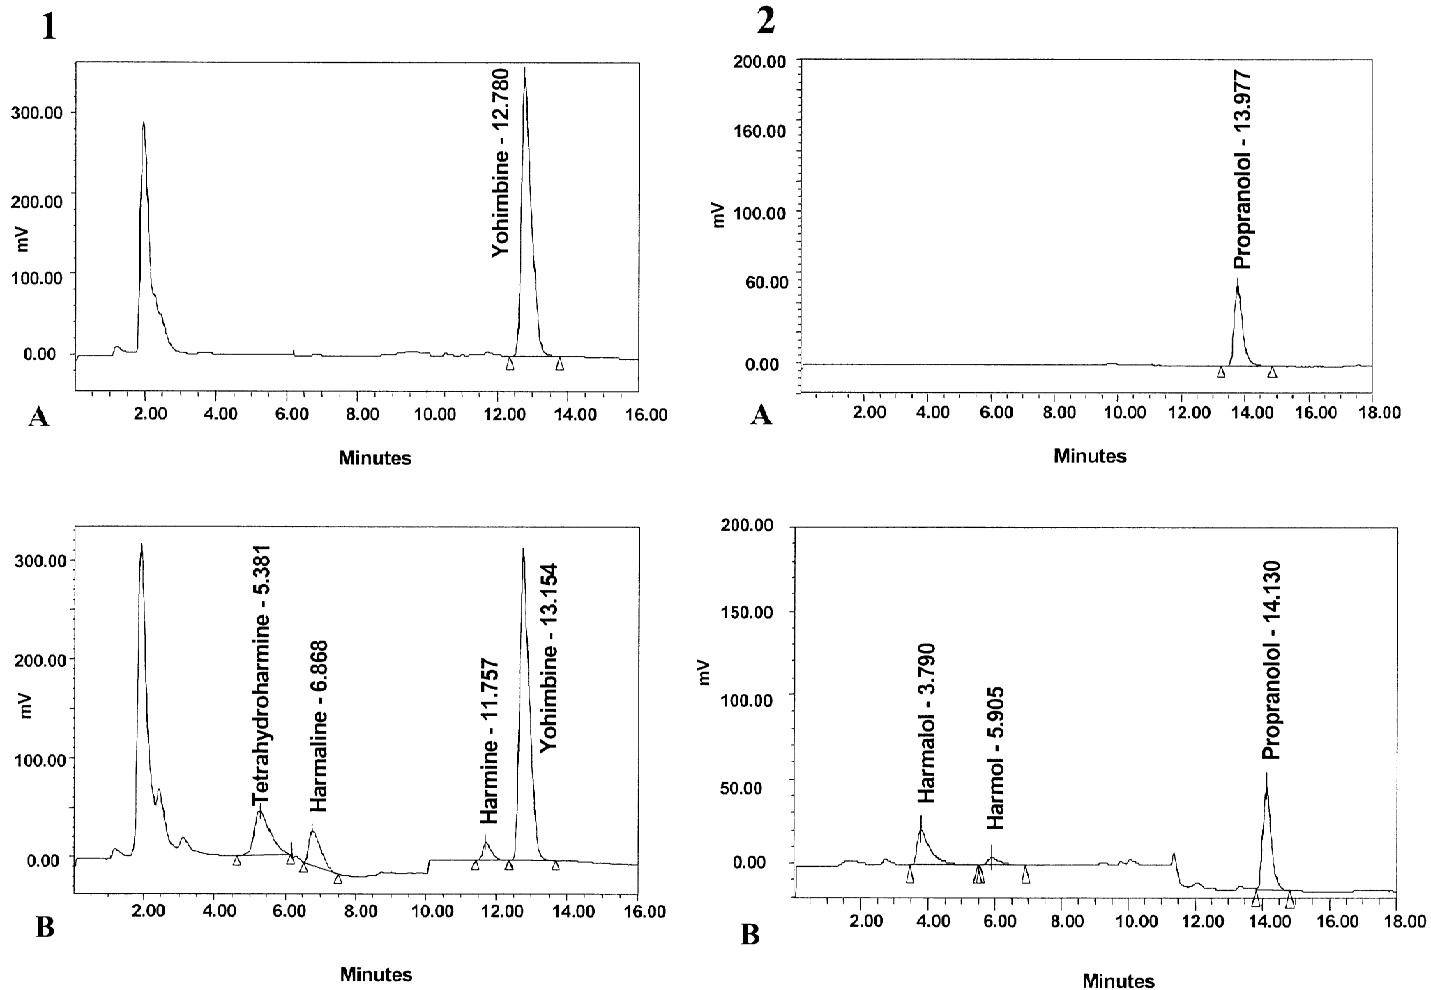 1
300.00
200.00
100.00
0.00
mV
Yohimbine - 12.780
2.00 4.00 6.00 8.00 10.00 12.00 14.00 16.00
A
Minutes
2
200.00
160.00
100.00
60.00
0.00
mV
Propranolol - 13.977
2.00 4.00 6.00 8.00 10.00 12.00 14.00 16.00 18.00
A
Minutes
300.00
200.00
100.00
0.00
mV
Tetrahydroharmine - 5.381
Harmaline - 6.868
Harmine - 11.757
Yohimbine - 13.154
2.00 4.00 6.00 8.00 10.00 12.00 14.00 16.00
B
Minutes
200.00
150.00
100.00
50.00
0.00
mV
Harmalol - 3.790
Harmol - 5.905
Propranolol - 14.130
2.00 4.00 6.00 8.00 10.00 12.00 14.00 16.00 18.00
B
Minutes